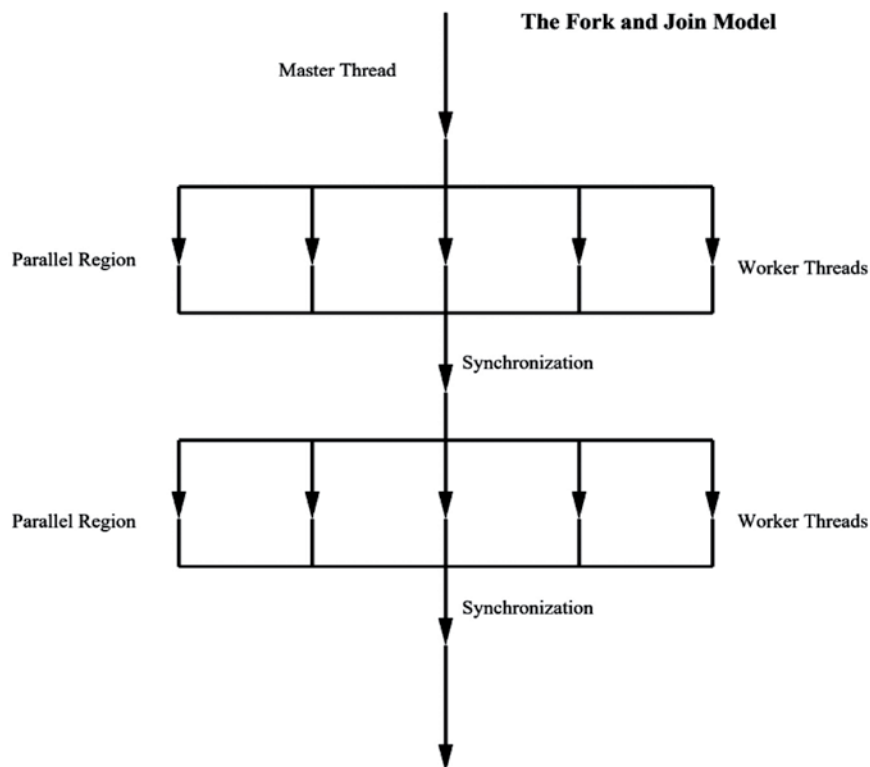 The Fork and Join Model
Master Thread
Parallel Region
Worker Threads
Synchronization
Parallel Region
Worker Threads
Synchronization